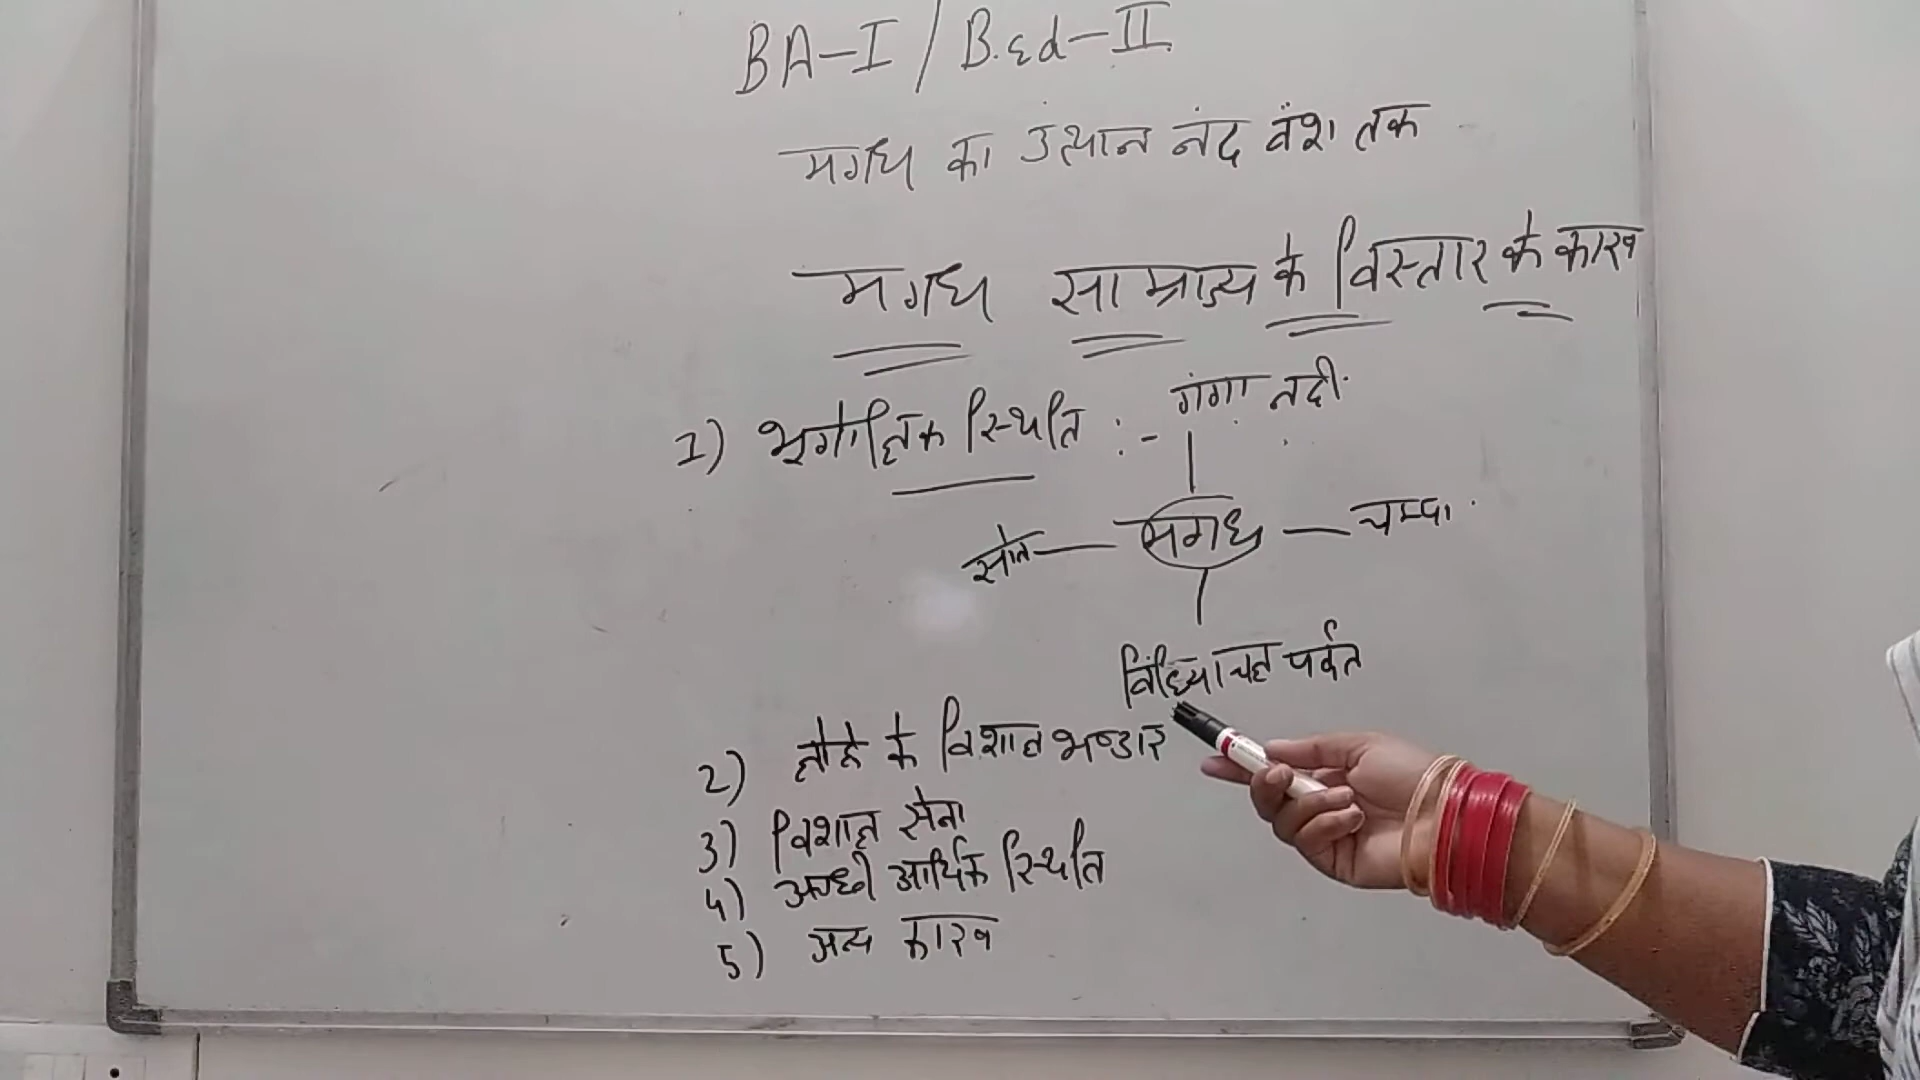 BA-I / B.ed-II
मगध का उत्थान नंद वंश तक
मगध साम्राज्य के विस्तार के कारण
1) भूगोलिक स्थिति :- गंगा नदी
सोन — मगध — चम्पा
विंध्याचल पर्वत
2) लोहे के विशाल भण्डार
3) विशाल सेना
4) अच्छी आर्थिक स्थिति
5) अन्य कारण